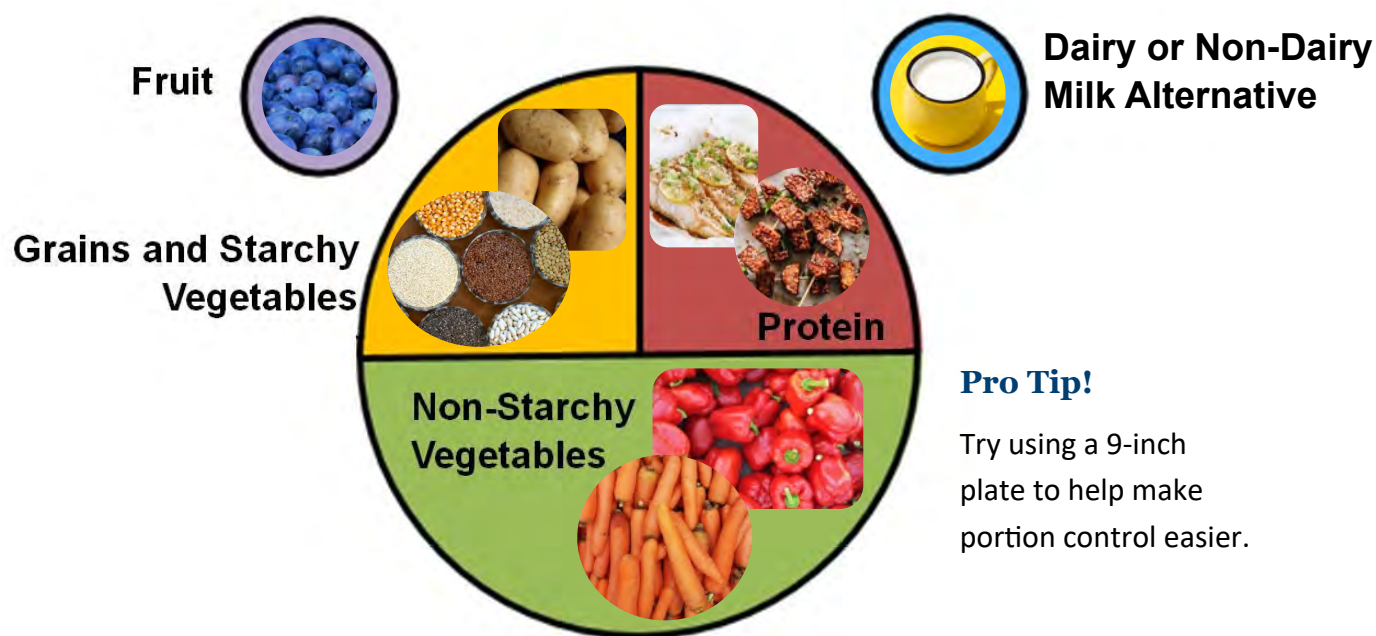 Fruit
Dairy or Non-Dairy
Milk Alternative
Grains and Starchy
Vegetables
Protein
Non-Starchy
Vegetables
Pro Tip!
Try using a 9-inch
plate to help make
portion control easier.